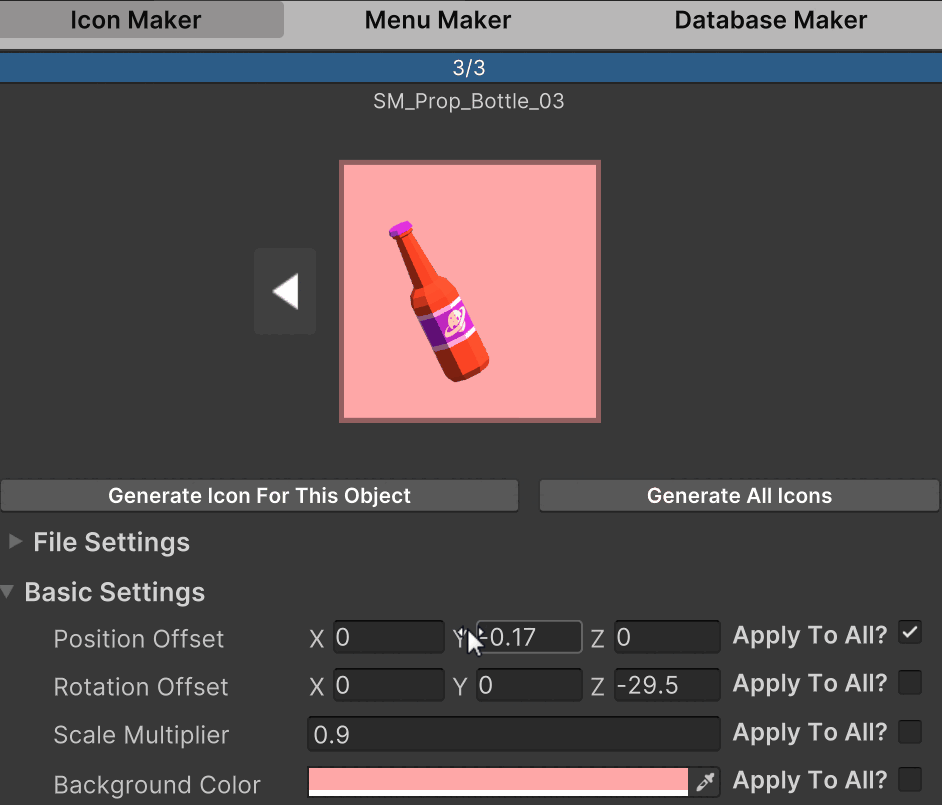 Icon Maker Menu Maker Database Maker
3/3
SM_Prop_Bottle_03
Generate Icon For This Object Generate All Icons
File Settings
Basic Settings
Position Offset X 0 Y -0.17 Z 0 Apply To All?
Rotation Offset X 0 Y 0 Z -29.5 Apply To All?
Scale Multiplier 0.9 Apply To All?
Background Color Apply To All?